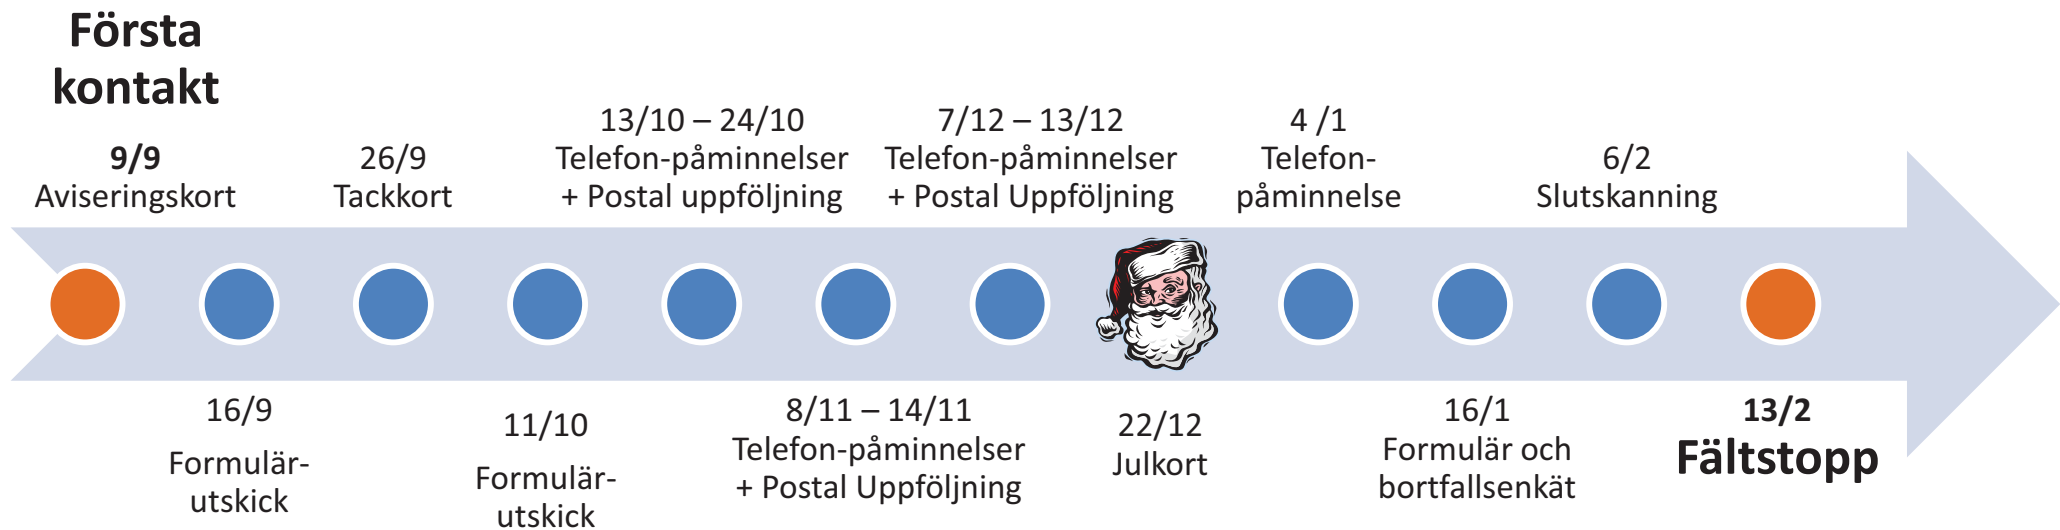 Första
kontakt
9/9
Aviseringskort
26/9
Tackkort
13/10 – 24/10
Telefon-påminnelser
+ Postal uppföljning
7/12 – 13/12
Telefon-påminnelser
+ Postal Uppföljning
4 /1
Telefon-
påminnelse
6/2
Slutskanning
16/9
Formulär-
utskick
11/10
Formulär-
utskick
8/11 – 14/11
Telefon-påminnelser
+ Postal Uppföljning
22/12
Julkort
16/1
Formulär och
bortfallsenkät
13/2
Fältstopp